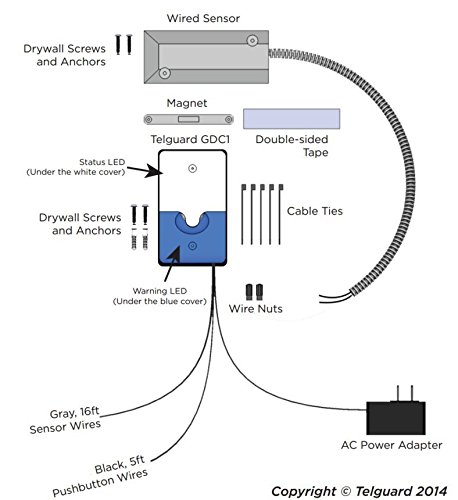 Wired Sensor
Drywall Screws
and Anchors
Magnet
Telguard GDC1
Double-sided
Tape
Status LED
(Under the white cover)
Drywall Screws
and Anchors
Cable Ties
Warning LED
(Under the blue cover)
Wire Nuts
Gray, 16ft
Sensor Wires
Black, 5ft
Pushbutton Wires
AC Power Adapter
Copyright © Telguard 2014